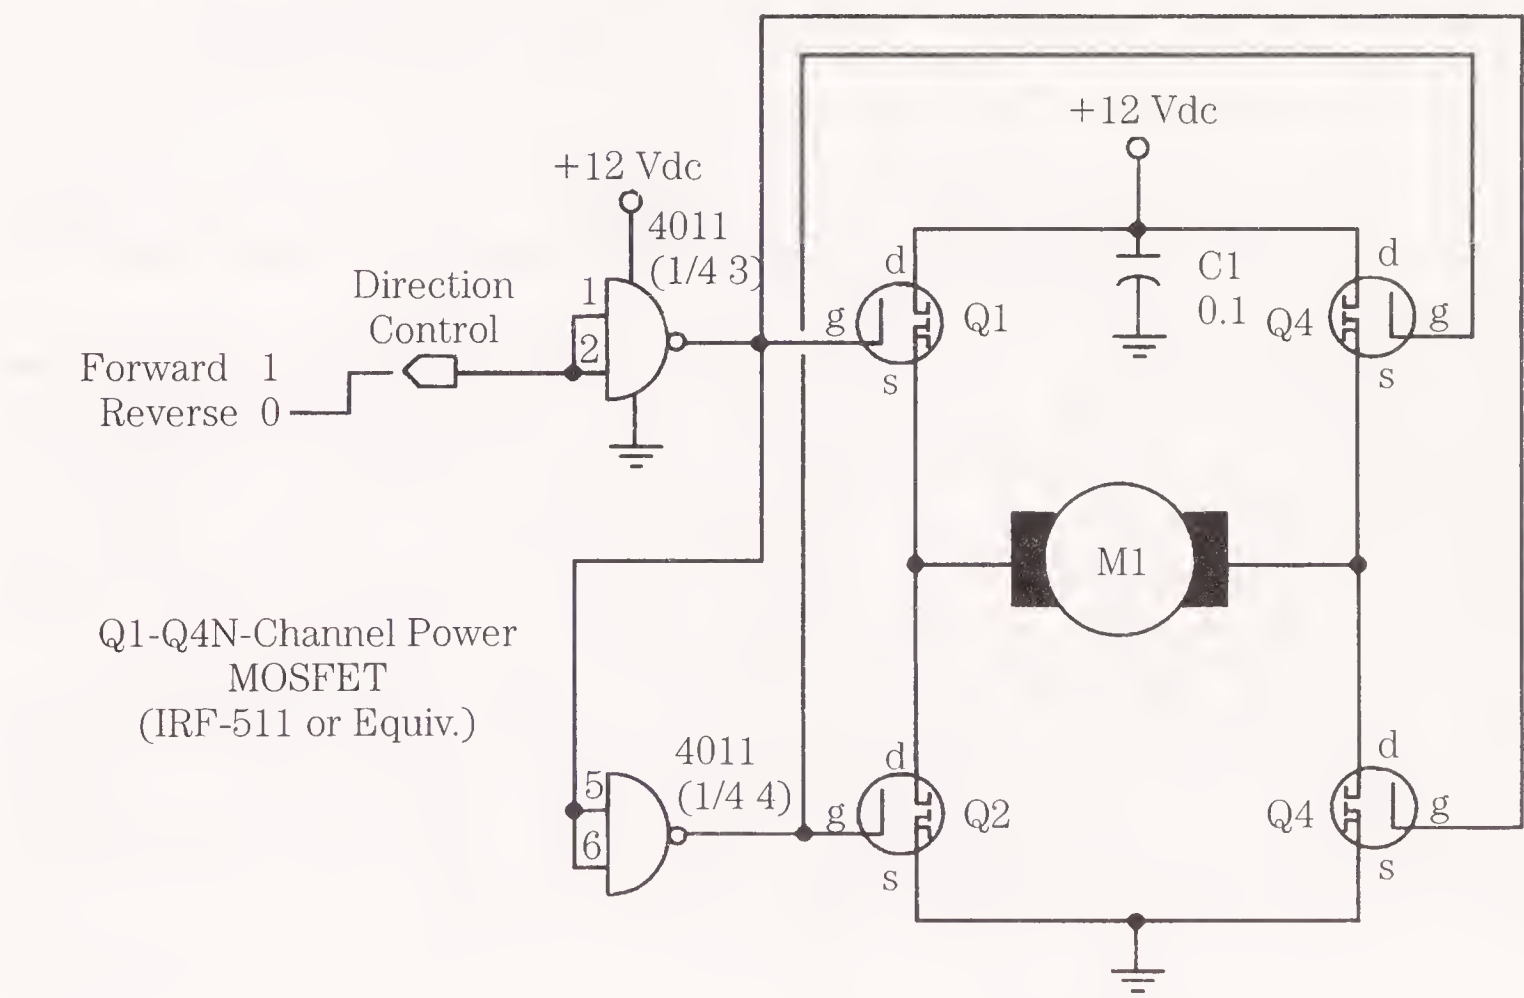 +12 Vdc
+12 Vdc
4011
(1/4 3)
Direction
Control
Forward 1
Reverse 0
1
2
g
d
s
Q1
C1
0.1
Q4
d
g
s
M1
Q1-Q4N-Channel Power
MOSFET
(IRF-511 or Equiv.)
4011
(1/4 4)
5
6
g
d
s
Q2
Q4
d
g
s